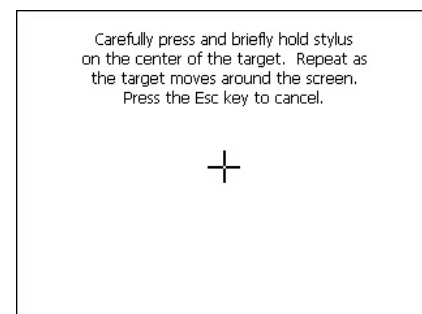 Carefully press and briefly hold stylus
on the center of the target.  Repeat as
the target moves around the screen.
Press the Esc key to cancel.